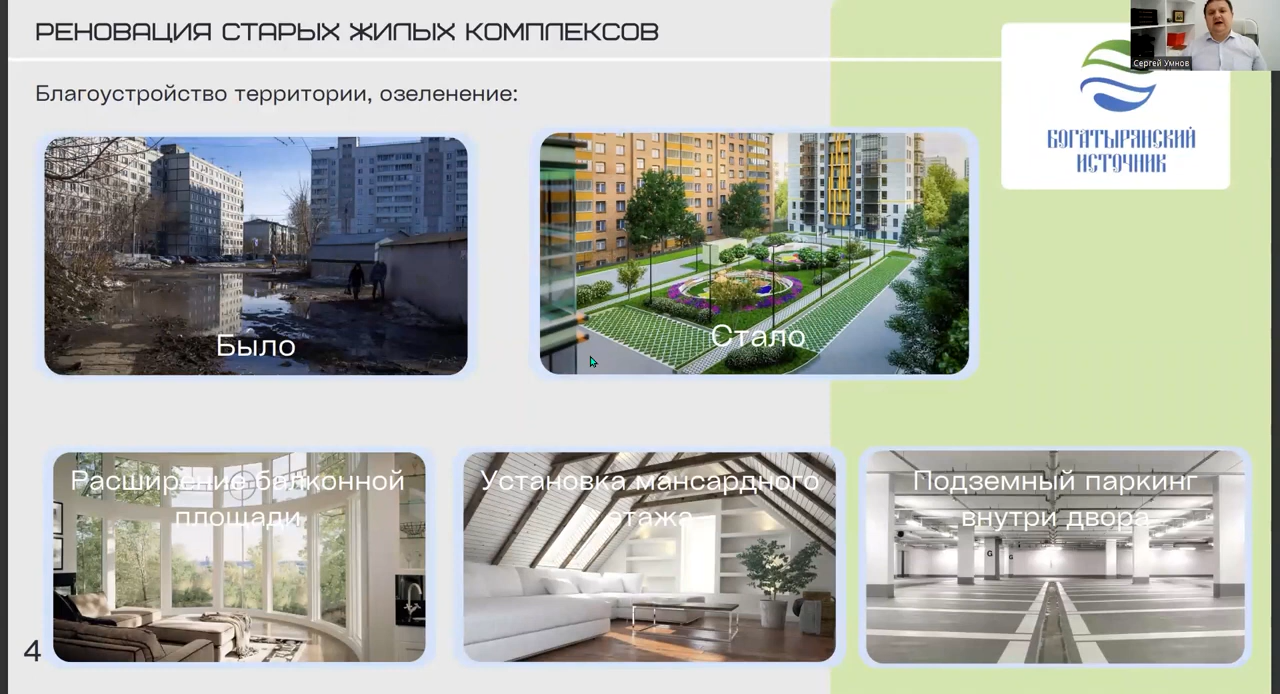 РЕНОВАЦИЯ СТАРЫХ ЖИЛЫХ КОМПЛЕКСОВ
Сергей Умнов
Благоустройство территории, озеленение:
БОГАТЫРЯНСКИЙ
ИСТОЧНИК
Было
Стало
Расширение балконной
площади
Установка мансардного
этажа
Подземный паркинг
внутри двора
G
G
4